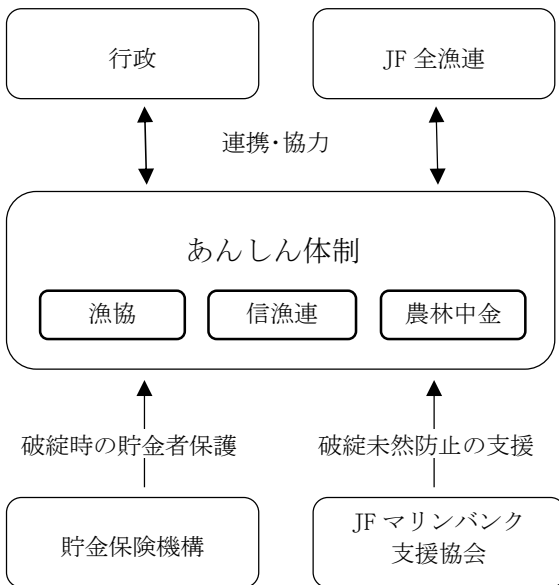 行政
JF 全漁連
連携・協力
あんしん体制
漁協
信漁連
農林中金
破綻時の貯金者保護
破綻未然防止の支援
貯金保険機構
JF マリンバンク
支援協会